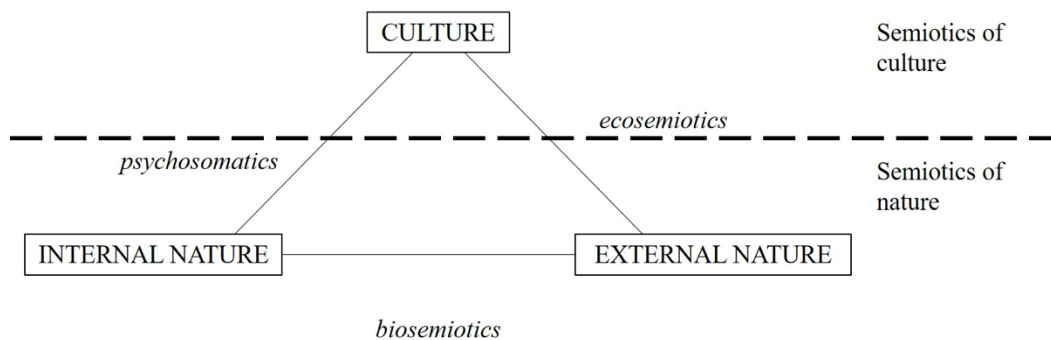 CULTURE
Semiotics of
culture
ecosemiotics
psychosomatics
Semiotics of
nature
INTERNAL NATURE
EXTERNAL NATURE
biosemiotics